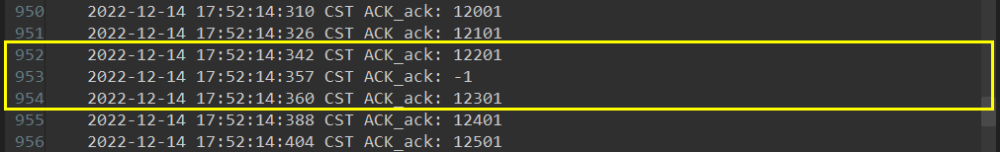 950 2022-12-14 17:52:14:310 CST ACK_ack: 12001
951 2022-12-14 17:52:14:326 CST ACK_ack: 12101
952 2022-12-14 17:52:14:342 CST ACK_ack: 12201
953 2022-12-14 17:52:14:357 CST ACK_ack: -1
954 2022-12-14 17:52:14:360 CST ACK_ack: 12301
955 2022-12-14 17:52:14:388 CST ACK_ack: 12401
956 2022-12-14 17:52:14:404 CST ACK_ack: 12501